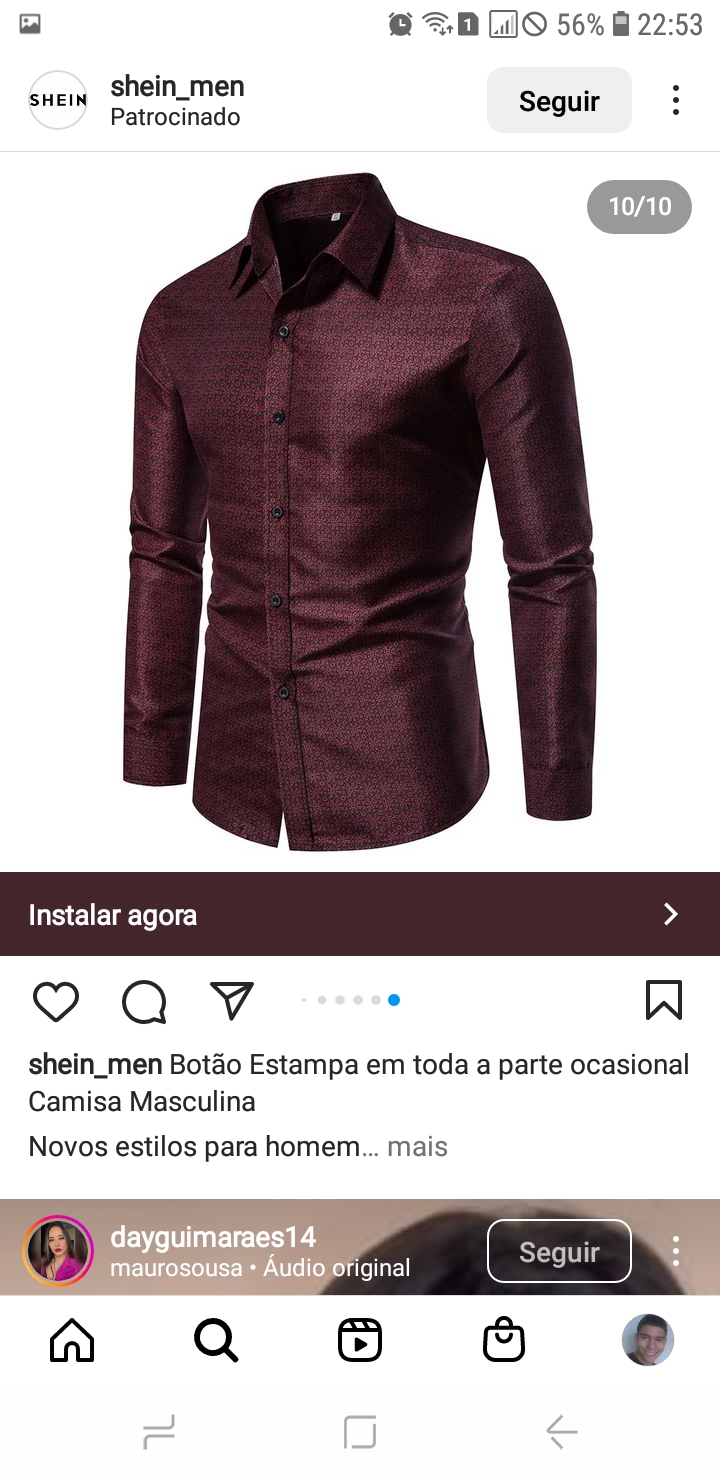 1 56% 22:53
SHEIN
shein_men
Patrocinado
Seguir
10/10
Instalar agora
shein_men Botão Estampa em toda a parte ocasional
Camisa Masculina
Novos estilos para homem... mais
dayguimaraes14
maurosousa • Áudio original
Seguir